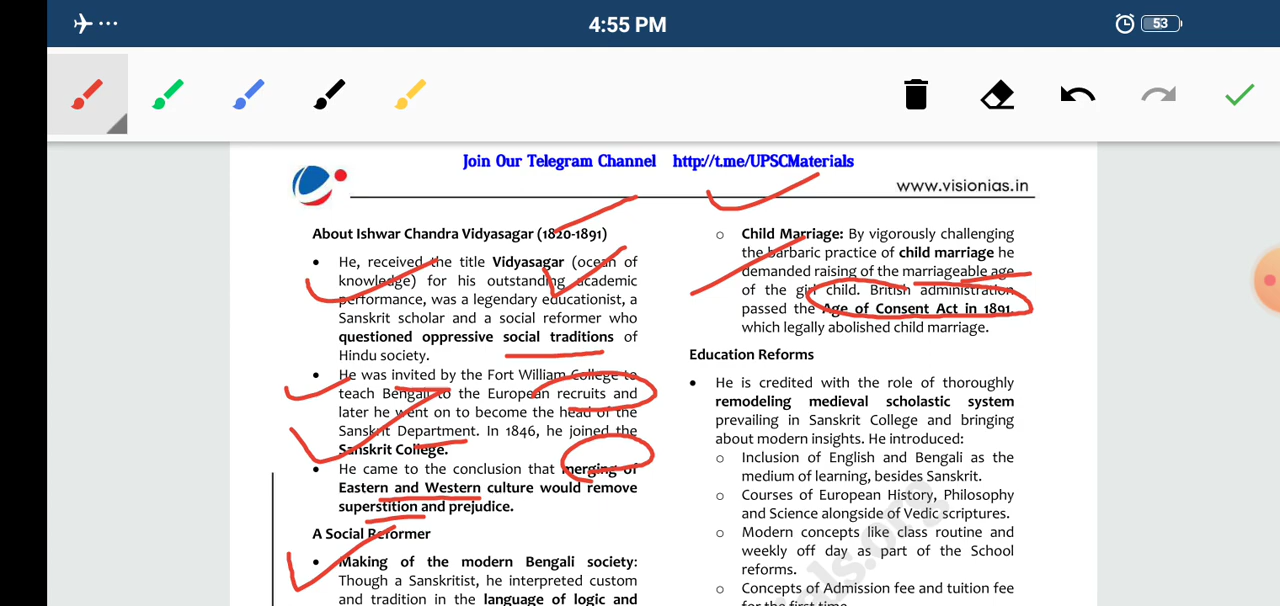 4:55 PM
53
Join Our Telegram Channel http://t.me/UPSCMaterials
www.visionias.in
About Ishwar Chandra Vidyasagar (1820-1891)
• He, received the title Vidyasagar (ocean of
knowledge) for his outstanding academic
performance, was a legendary educationist, a
Sanskrit scholar and a social reformer who
questioned oppressive social traditions of
Hindu society.
• He was invited by the Fort William College to
teach Bengali to the European recruits and
later he went on to become the head of the
Sanskrit Department. In 1846, he joined the
Sanskrit College.
• He came to the conclusion that merging of
Eastern and Western culture would remove
superstition and prejudice.
A Social Reformer
• Making of the modern Bengali society:
Though a Sanskritist, he interpreted custom
and tradition in the language of logic and
o Child Marriage: By vigorously challenging
the barbaric practice of child marriage he
demanded raising of the marriageable age
of the girl child. British administration
passed the Age of Consent Act in 1891,
which legally abolished child marriage.
Education Reforms
• He is credited with the role of thoroughly
remodeling medieval scholastic system
prevailing in Sanskrit College and bringing
about modern insights. He introduced:
o Inclusion of English and Bengali as the
medium of learning, besides Sanskrit.
o Courses of European History, Philosophy
and Science alongside of Vedic scriptures.
o Modern concepts like class routine and
weekly off day as part of the School
reforms.
o Concepts of Admission fee and tuition fee
for the first time.